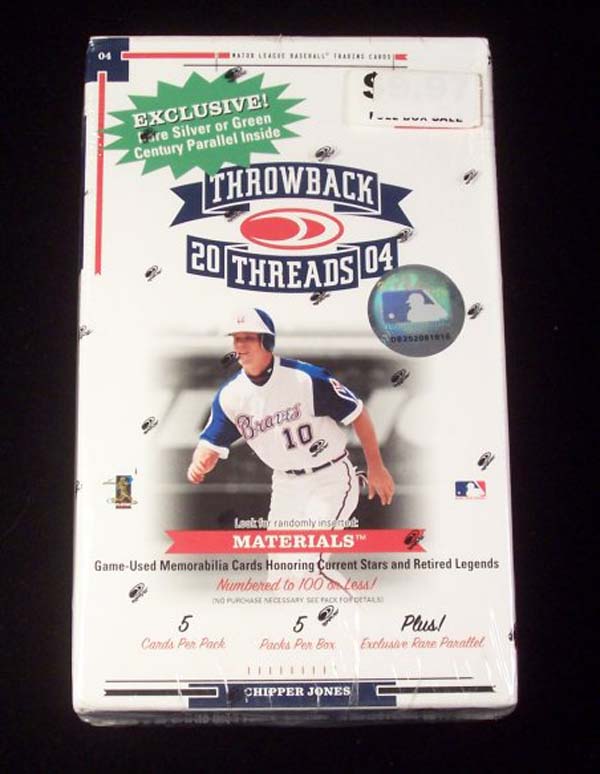 04
MAJOR LEAGUE BASEBALL® TRADING CARDS
EXCLUSIVE!
Silver or Green
Century Parallel Inside
THROWBACK
20 THREADS 04
DB2520819
Braves
10
Look for randomly inserted:
MATERIALS™
Game-Used Memorabilia Cards Honoring Current Stars and Retired Legends
Numbered to 100 or Less!
(NO PURCHASE NECESSARY SEE PACK FOR DETAILS)
5 5 Plus!
Cards Per Pack Packs Per Box Exclusive Rare Parallel
CHIPPER JONES